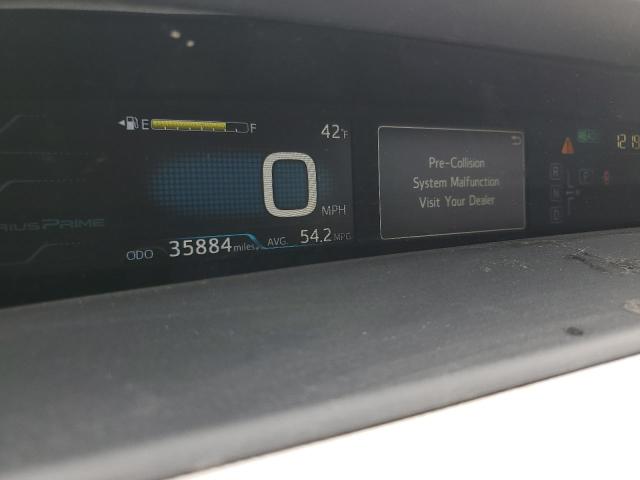 E F
42°F
0
MPH
PRIUS PRIME
ODO 35884 miles AVG. 54.2 MPG
Pre-Collision
System Malfunction
Visit Your Dealer
1219
R
N
D